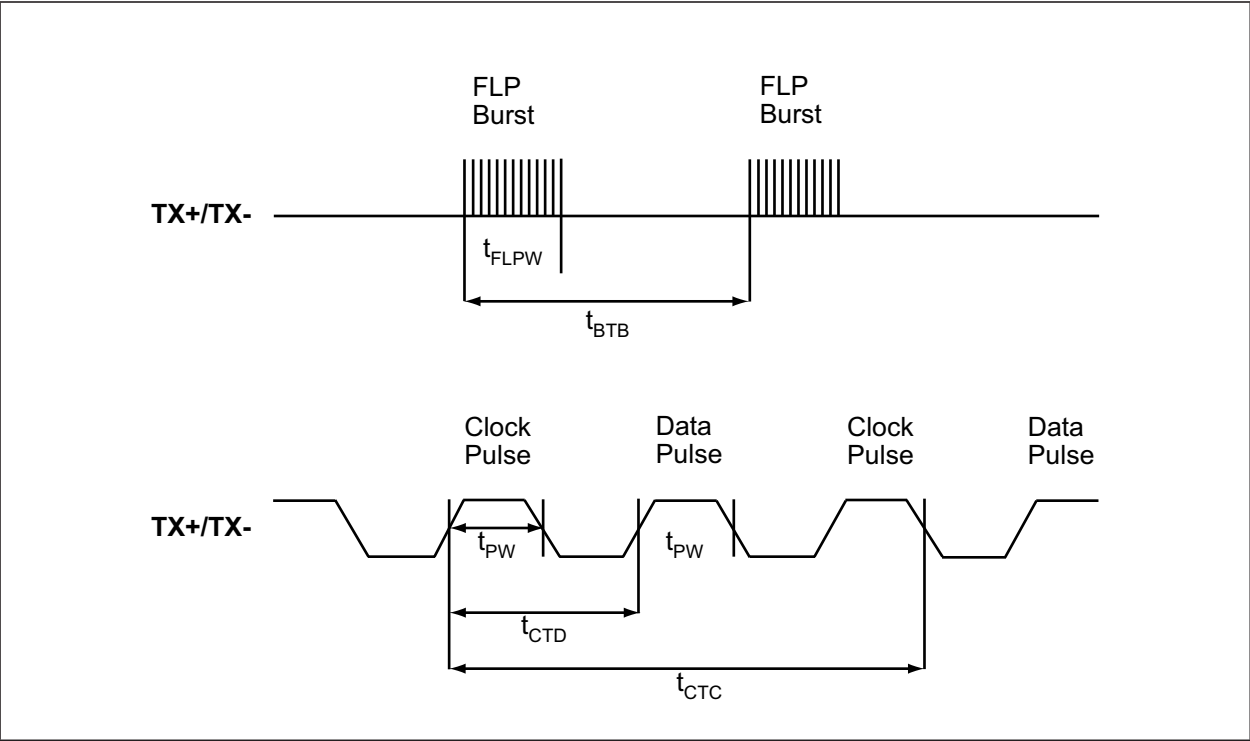 FLP
Burst
FLP
Burst
TX+/TX-
tFLPW
tBTB
Clock
Pulse
Data
Pulse
Clock
Pulse
Data
Pulse
TX+/TX-
tPW
tPW
tCTD
tCTC